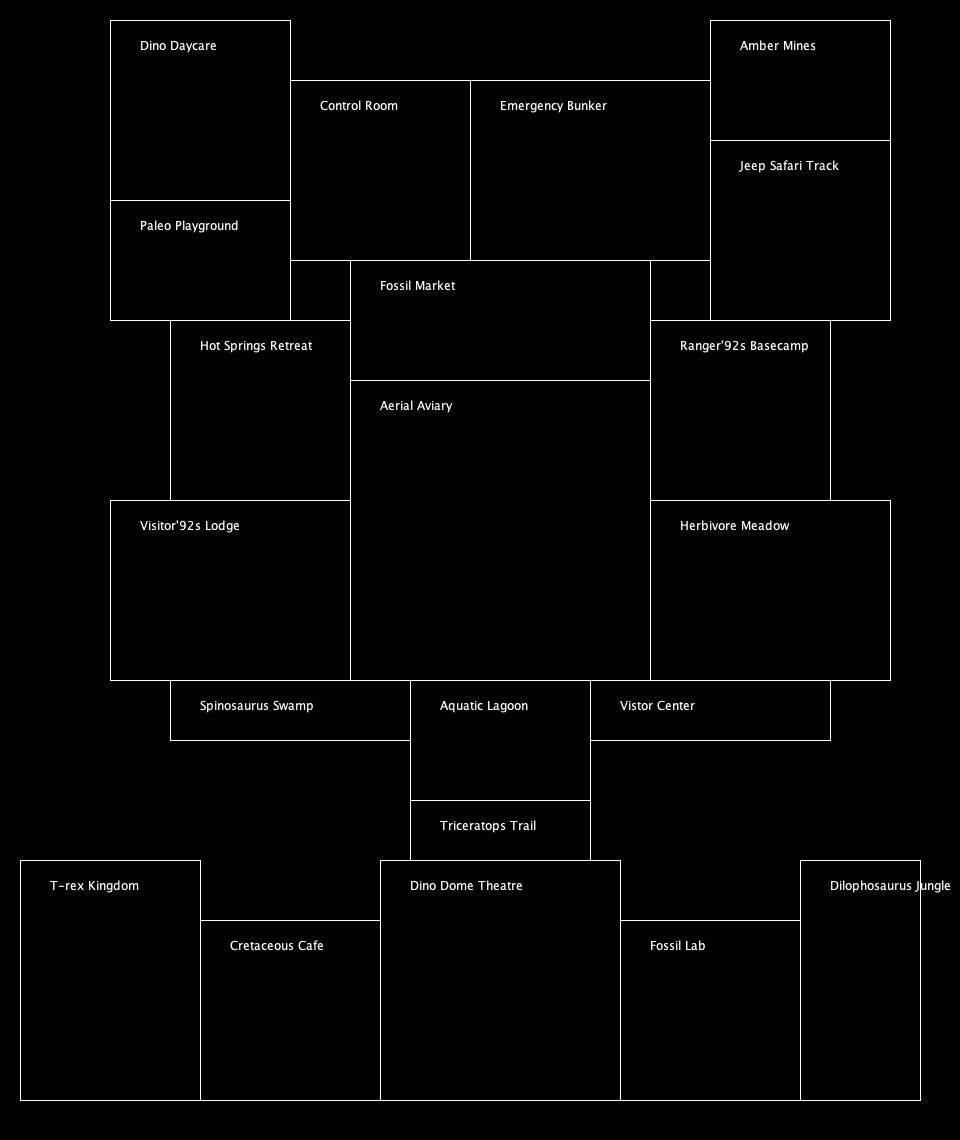 Dino Daycare
Amber Mines
Control Room
Emergency Bunker
Jeep Safari Track
Paleo Playground
Fossil Market
Hot Springs Retreat
Ranger'92s Basecamp
Aerial Aviary
Visitor'92s Lodge
Herbivore Meadow
Spinosaurus Swamp
Aquatic Lagoon
Vistor Center
Triceratops Trail
T-rex Kingdom
Dino Dome Theatre
Dilophosaurus Jungle
Cretaceous Cafe
Fossil Lab